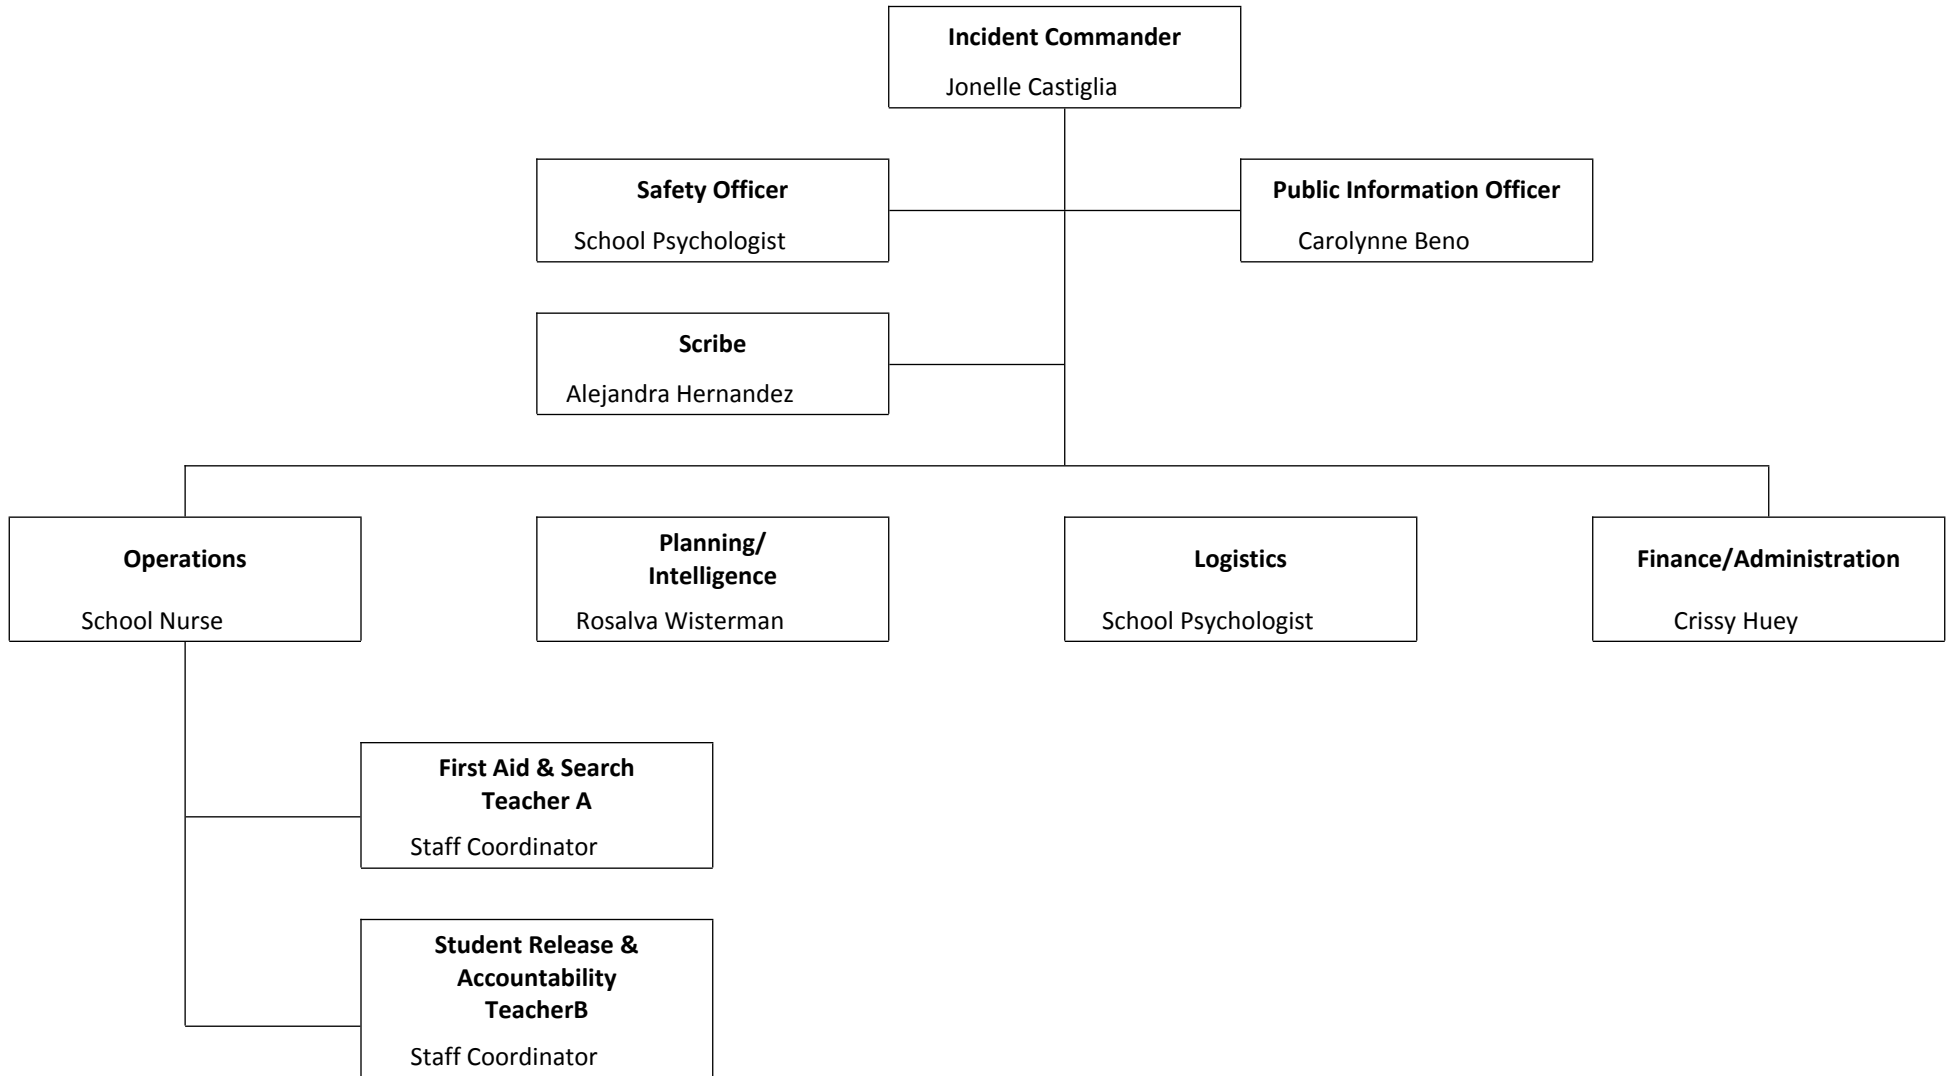 Incident Commander
Jonelle Castiglia
Safety Officer
School Psychologist
Public Information Officer
Carolynne Beno
Scribe
Alejandra Hernandez
Operations
School Nurse
Planning/
Intelligence
Rosalva Wisterman
Logistics
School Psychologist
Finance/Administration
Crissy Huey
First Aid & Search
Teacher A
Staff Coordinator
Student Release &
Accountability
TeacherB
Staff Coordinator